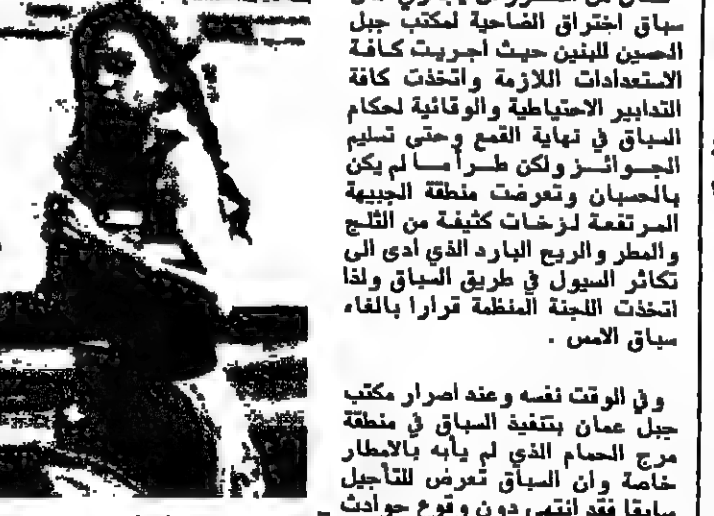 سباق اختراق الضاحية لمكتب جبل
الحسين للبنين حيث أجريت كافة
الاستعدادات اللازمة واتخذت كافة
التدابير الاحتياطية والوقائية لحكام
السباق في نهاية القمع وحتى تسليم
الجوائز ولكن طرأ ما لم يكن
بالحسبان وتعرضت منطقة الجبيهة
المرتفعة لزخات كثيفة من الثلج
والمطر والريح البارد الذي أدى الى
تكاثر السيول في طريق السباق ولذا
اتخذت اللجنة المنظمة قرارا بالغاء
سباق الامس .
وفي الوقت نفسه وعند اصرار مكتب
جبل عمان بتنفيذ السباق في منطقة
مرج الحمام الذي لم يأبه بالامطار
خاصة وان السباق تعرض للتأجيل
سابقا فقد انتهى دون وقوع حوادث